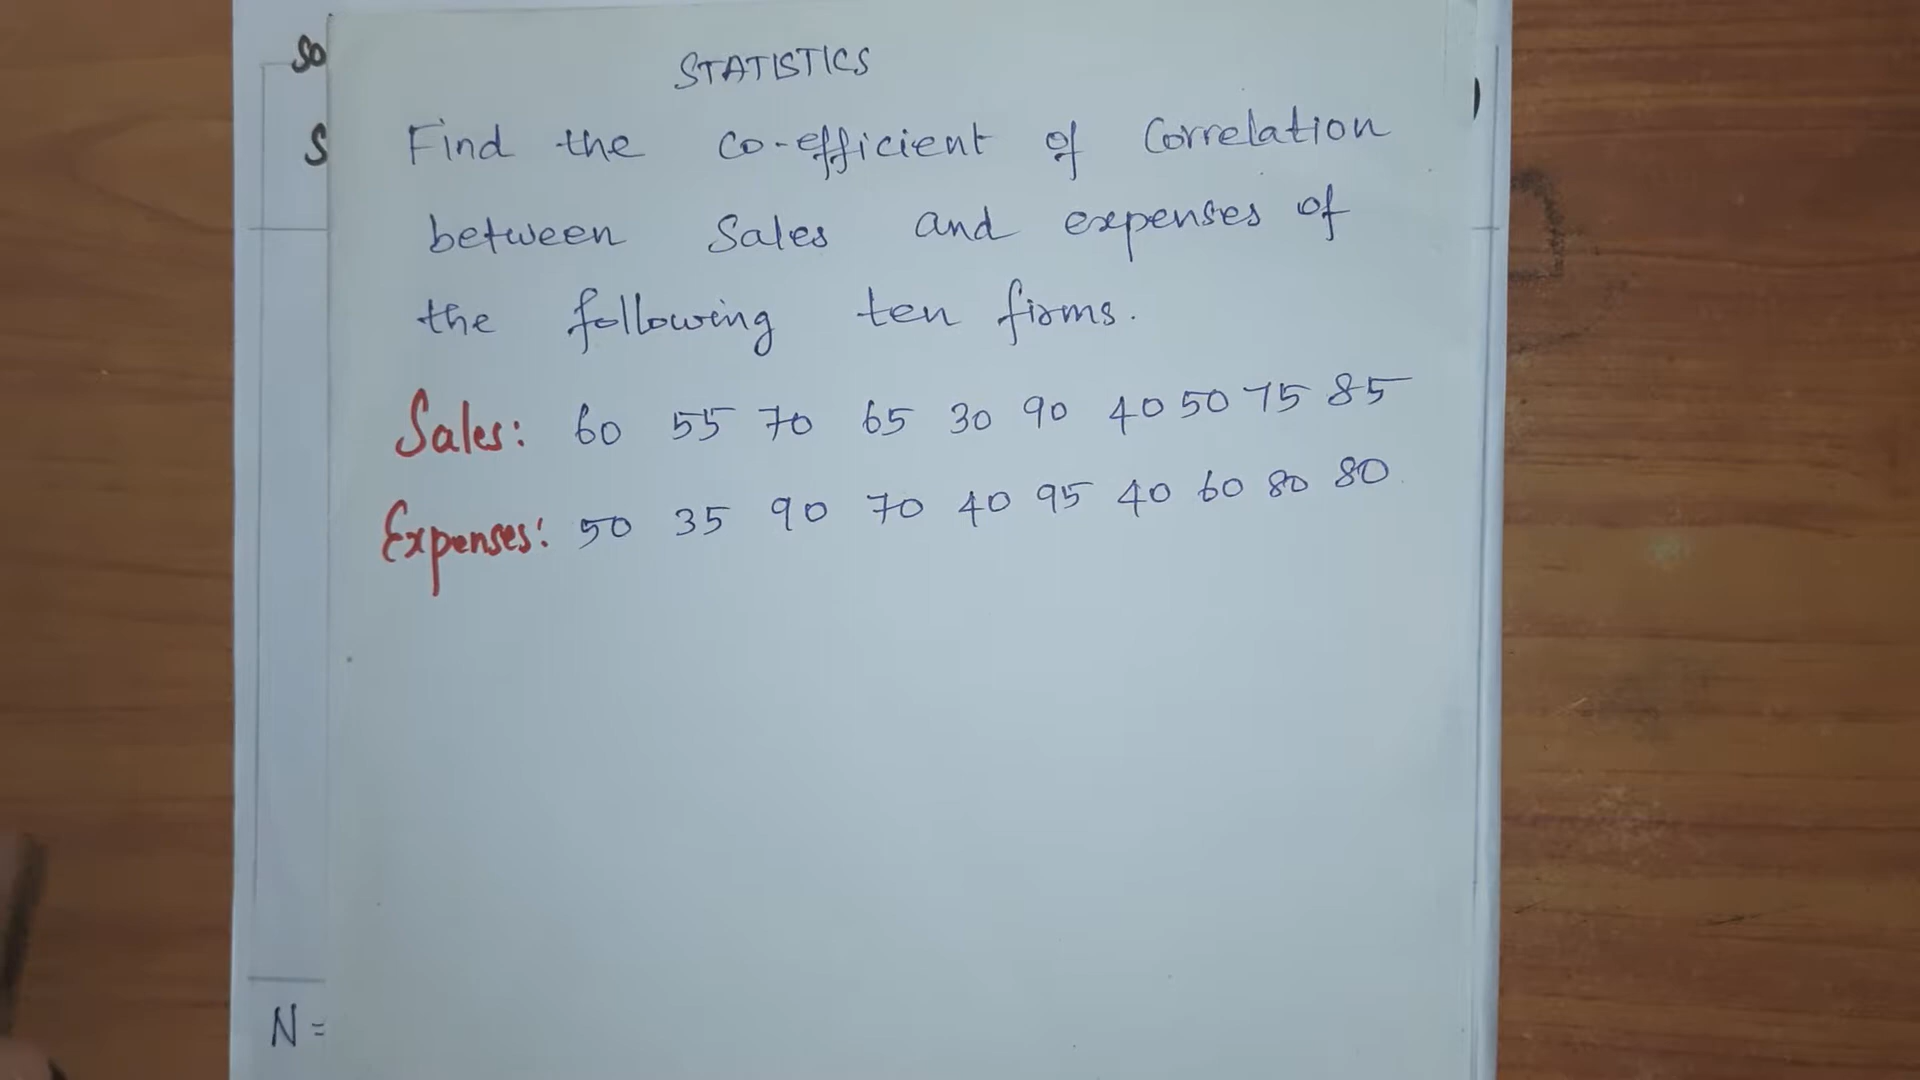 STATISTICS
Find the co-efficient of Correlation
between Sales and expenses of
the following ten firms.
Sales: 60 55 70 65 30 90 40 50 75 85
Expenses: 50 35 90 70 40 95 40 60 80 80
So
S
)
N =